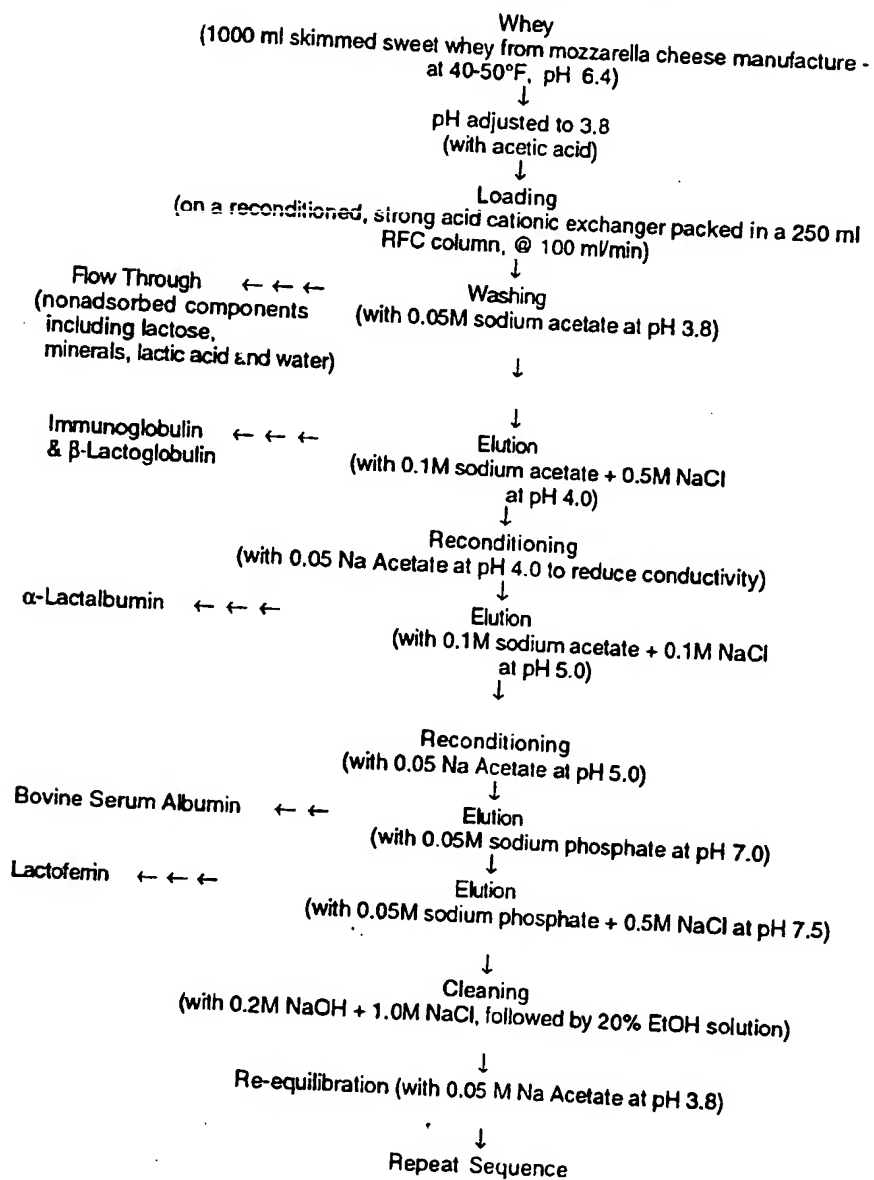 Whey
(1000 ml skimmed sweet whey from mozzarella cheese manufacture -
at 40-50°F, pH 6.4)
↓
pH adjusted to 3.8
(with acetic acid)
↓
Loading
(on a reconditioned, strong acid cationic exchanger packed in a 250 ml
RFC column, @ 100 ml/min)
↓
Flow Through ← ← ←
(nonadsorbed components
including lactose,
minerals, lactic acid and water)
Washing
(with 0.05M sodium acetate at pH 3.8)
↓
↓
Immunoglobulin ← ← ←
& β-Lactoglobulin
Elution
(with 0.1M sodium acetate + 0.5M NaCl
at pH 4.0)
↓
Reconditioning
(with 0.05 Na Acetate at pH 4.0 to reduce conductivity)
↓
α-Lactalbumin ← ← ←
Elution
(with 0.1M sodium acetate + 0.1M NaCl
at pH 5.0)
↓
Reconditioning
(with 0.05 Na Acetate at pH 5.0)
↓
Bovine Serum Albumin ← ←
Elution
(with 0.05M sodium phosphate at pH 7.0)
↓
Lactoferrin ← ← ←
Elution
(with 0.05M sodium phosphate + 0.5M NaCl at pH 7.5)
↓
Cleaning
(with 0.2M NaOH + 1.0M NaCl, followed by 20% EtOH solution)
↓
Re-equilibration (with 0.05 M Na Acetate at pH 3.8)
↓
Repeat Sequence